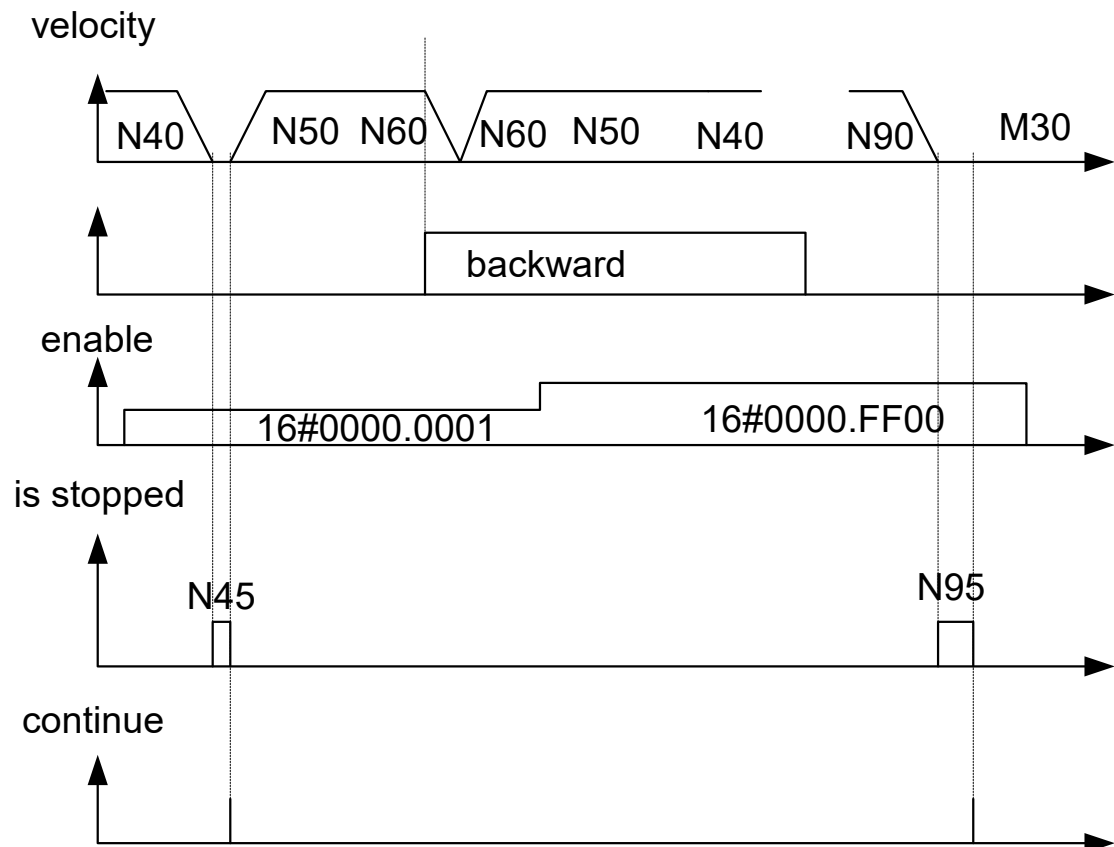 velocity
N40 N50 N60 N60 N50 N40 N90 M30
backward
enable
16#0000.0001 16#0000.FF00
is stopped
N45 N95
continue